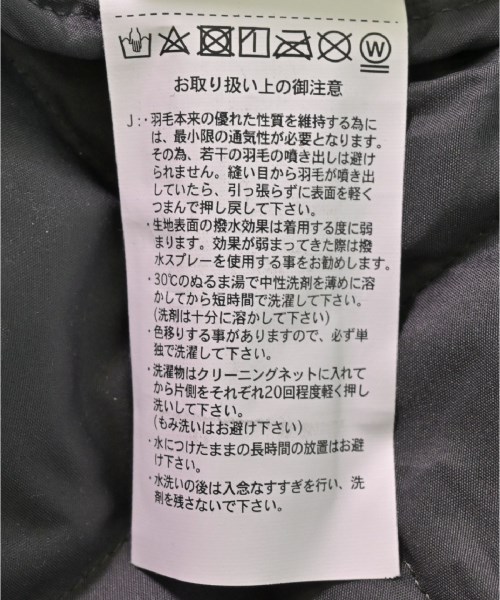 W
お取り扱い上の御注意
J:・羽毛本来の優れた性質を維持する為に
は、最小限の通気性が必要となります。
その為、若干の羽毛の噴き出しは避け
られません。縫い目から羽毛が噴き出
していたら、引っ張らずに表面を軽く
つまんで押し戻して下さい。
・生地表面の撥水効果は着用する度に弱
まります。効果が弱まってきた際は撥
水スプレーを使用する事をお勧めします。
・30℃のぬるま湯で中性洗剤を薄めに溶
かしてから短時間で洗濯して下さい。
(洗剤は十分に溶かして下さい)
・色移りする事がありますので、必ず単
独で洗濯して下さい。
・洗濯物はクリーニングネットに入れて
から片側をそれぞれ20回程度軽く押し
洗いして下さい。
(もみ洗いはお避け下さい)
・水につけたままの長時間の放置はお避
け下さい。
・水洗いの後は入念なすすぎを行い、洗
剤を残さないで下さい。